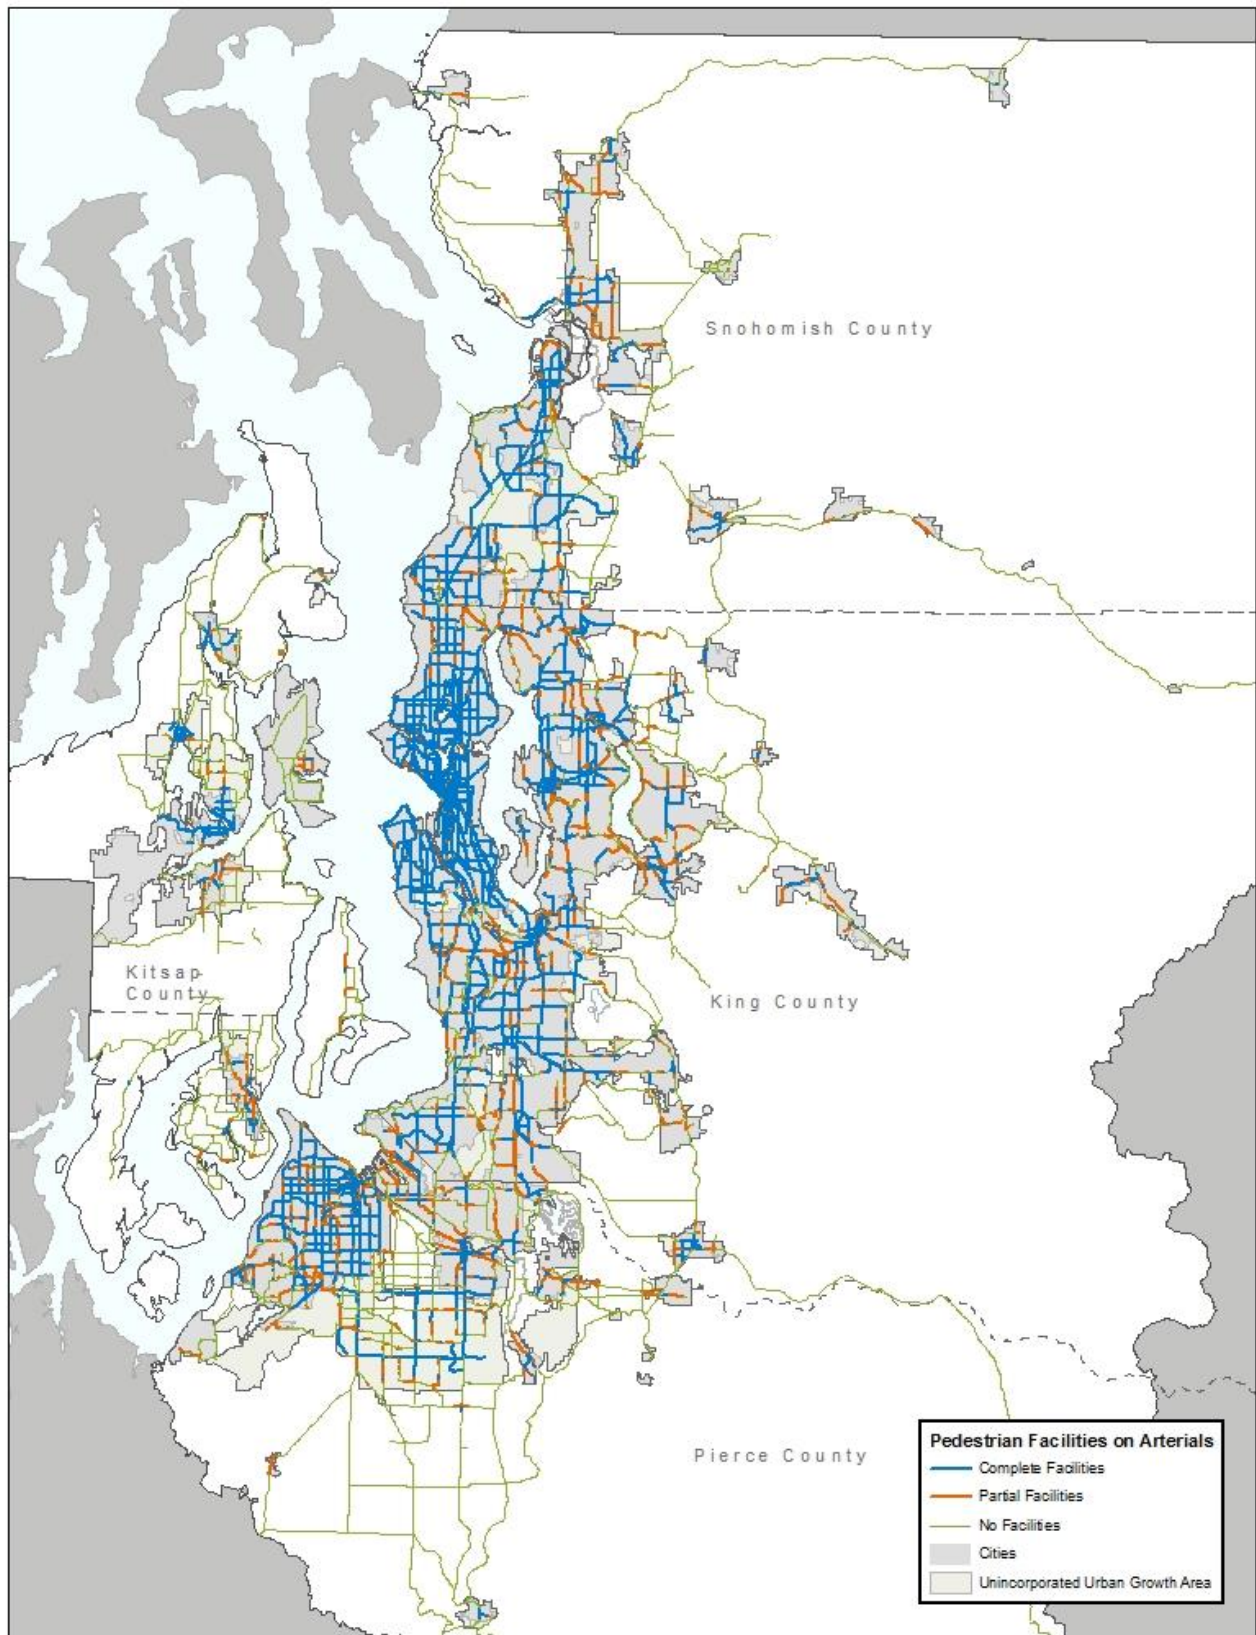 Snohomish County
Kitsap
County
King County
Pierce County
Pedestrian Facilities on Arterials
Complete Facilities
Partial Facilities
No Facilities
Cities
Unincorporated Urban Growth Area